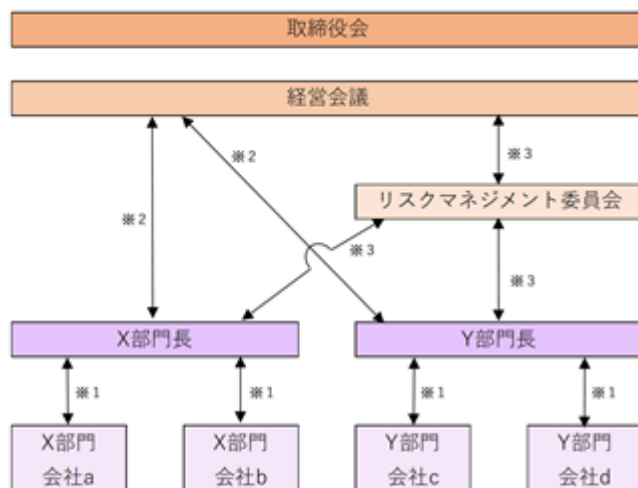 取締役会
経営会議
※2
※3
リスクマネジメント委員会
※2
※3
※3
X部門長
Y部門長
※1
※1
※1
※1
X部門
会社a
X部門
会社b
Y部門
会社c
Y部門
会社d